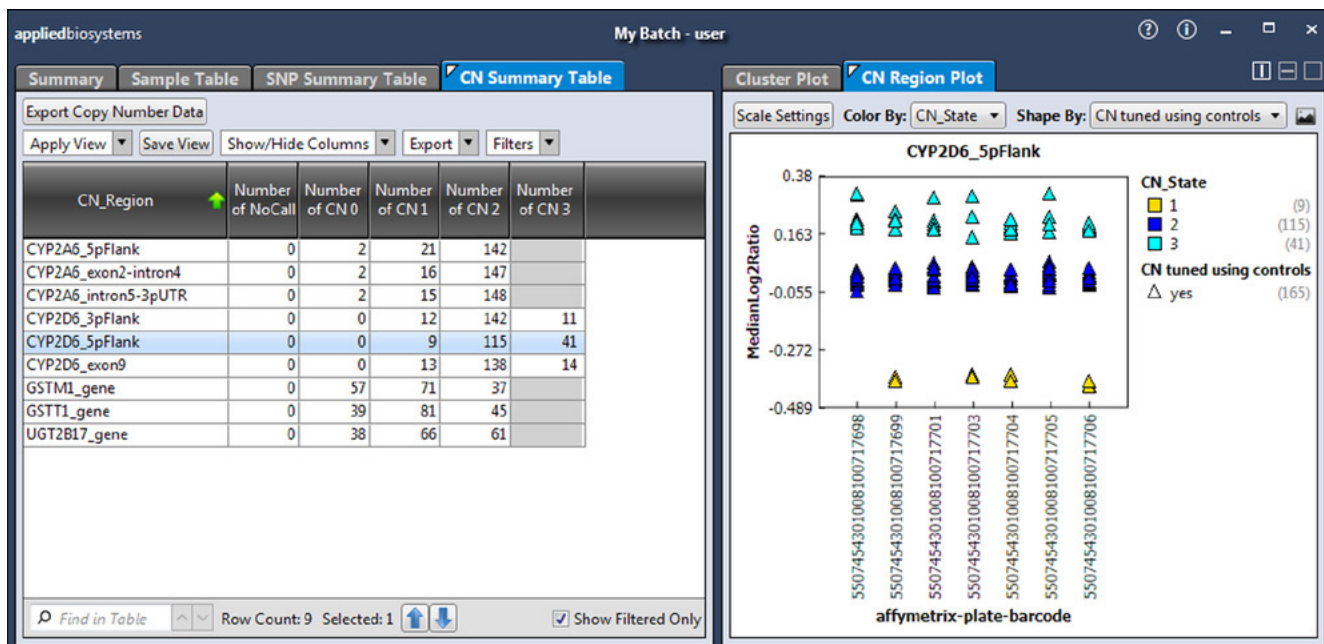 appliedbiosystems
My Batch - user
Summary
Sample Table
SNP Summary Table
CN Summary Table
Export Copy Number Data
Apply View
Save View
Show/Hide Columns
Export
Filters
CN_Region
Number of NoCall
Number of CN 0
Number of CN 1
Number of CN 2
Number of CN 3
CYP2A6_5pFlank 0 2 21 142
CYP2A6_exon2-intron4 0 2 16 147
CYP2A6_intron5-3pUTR 0 2 15 148
CYP2D6_3pFlank 0 0 12 142 11
CYP2D6_5pFlank 0 0 9 115 41
CYP2D6_exon9 0 0 13 138 14
GSTM1_gene 0 57 71 37
GSTT1_gene 0 39 81 45
UGT2B17_gene 0 38 66 61
Find in Table
Row Count: 9 Selected: 1
Show Filtered Only
Cluster Plot
CN Region Plot
Scale Settings
Color By: CN_State
Shape By: CN tuned using controls
CYP2D6_5pFlank
MedianLog2Ratio
0.38
0.163
-0.055
-0.272
-0.489
5507454301008100717698
5507454301008100717699
5507454301008100717701
5507454301008100717703
5507454301008100717704
5507454301008100717705
5507454301008100717706
affymetrix-plate-barcode
CN_State
1 (9)
2 (115)
3 (41)
CN tuned using controls
yes (165)